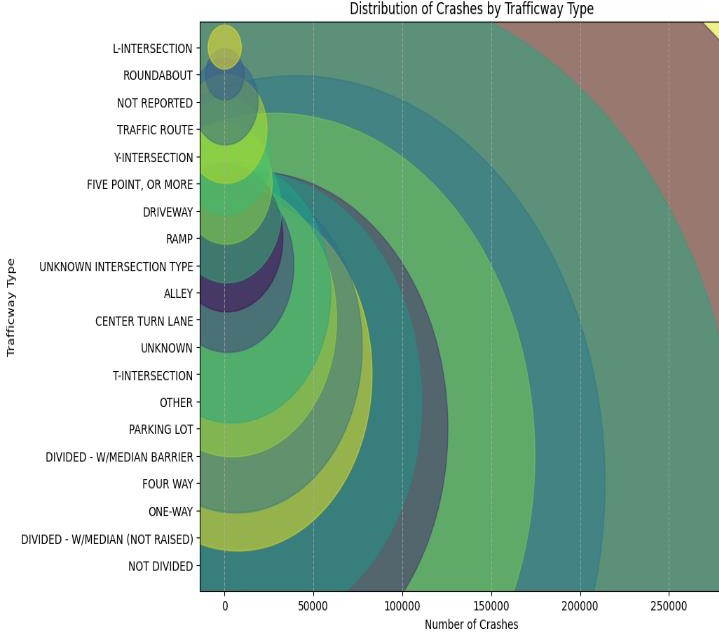 Distribution of Crashes by Trafficway Type
L-INTERSECTION
ROUNDABOUT
NOT REPORTED
TRAFFIC ROUTE
Y-INTERSECTION
FIVE POINT, OR MORE
DRIVEWAY
RAMP
UNKNOWN INTERSECTION TYPE
ALLEY
CENTER TURN LANE
UNKNOWN
T-INTERSECTION
OTHER
PARKING LOT
DIVIDED - W/MEDIAN BARRIER
FOUR WAY
ONE-WAY
DIVIDED - W/MEDIAN (NOT RAISED)
NOT DIVIDED
Trafficway Type
0 50000 100000 150000 200000 250000
Number of Crashes